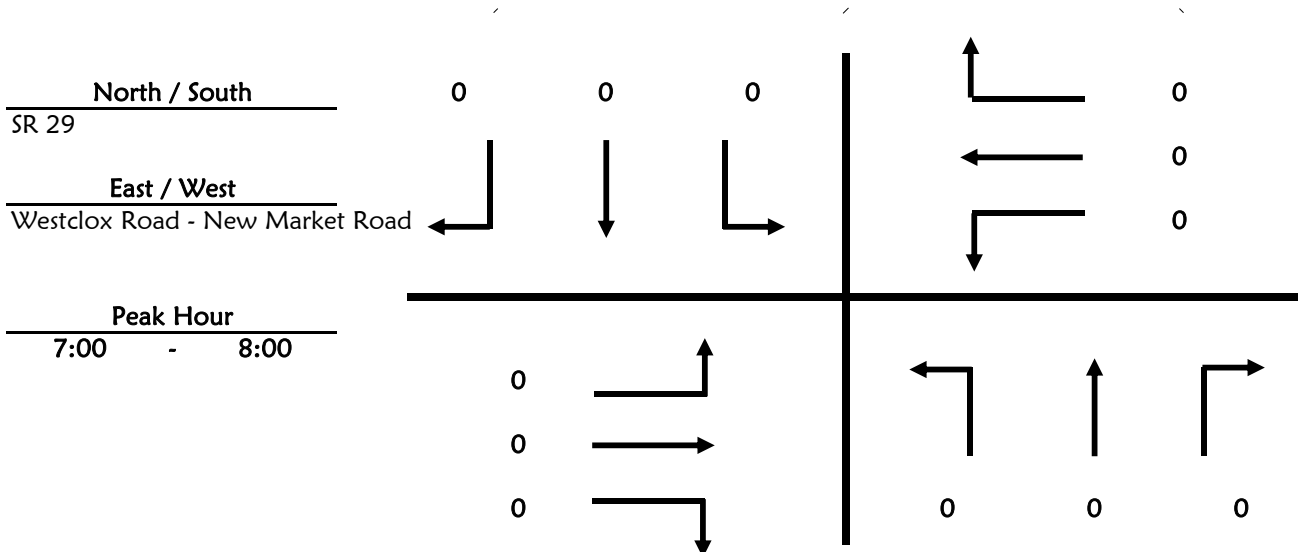 North / South
0 0 0 0
SR 29
0
East / West
Westclox Road - New Market Road
0
Peak Hour
7:00 - 8:00
0
0
0
0 0 0